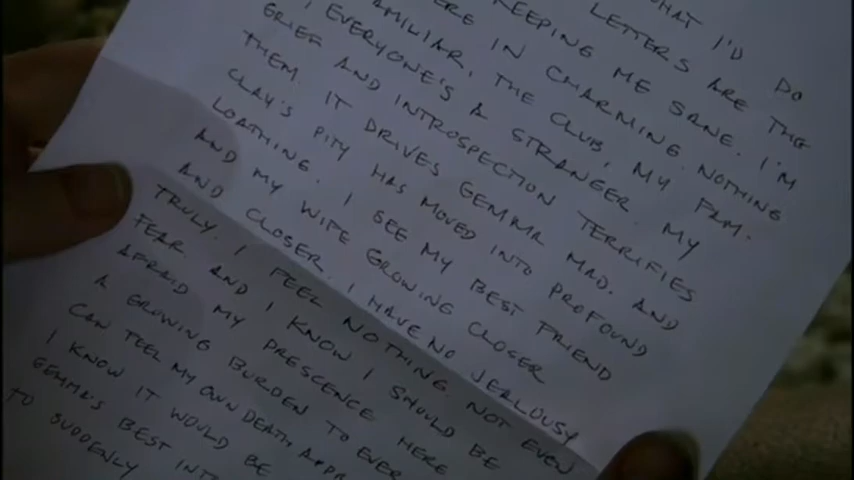 WHAT I'D DO
LETTERS ARE THE
KEEPING ME SANE. I'M
HERE IN CHARMING. NOTHING
FAMILIAR. THE CLUB, MY FAM.
EVERYONE'S A STRANGER. MY
GRIEF AND INTROSPECTION TERRIFIES
THEM. IT DRIVES GEMMA MAD. AND
CLAY'S PITY HAS MOVED INTO PROFOUND
LOATHING. I SEE MY BEST FRIEND
AND MY WIFE GROWING CLOSER
AND CLOSER. I HAVE NO JEALOUSY
TRULY. I FEEL NOTHING. NOT EVEN
FEAR. AND I KNOW I SHOULD BE
AFRAID MY PRESCENCE HERE
A GROWING BURDEN TO EVER
CAN FEEL MY OWN DEATH APPR
I KNOW IT WOULD BE
GEMMA'S BEST INT
TO SUDDENLY